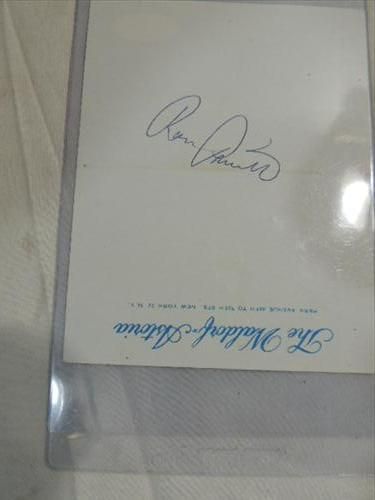 Ron
The Waldorf-Astoria
PARK AVENUE 49TH TO 50TH STS. NEW YORK 22 N.Y.